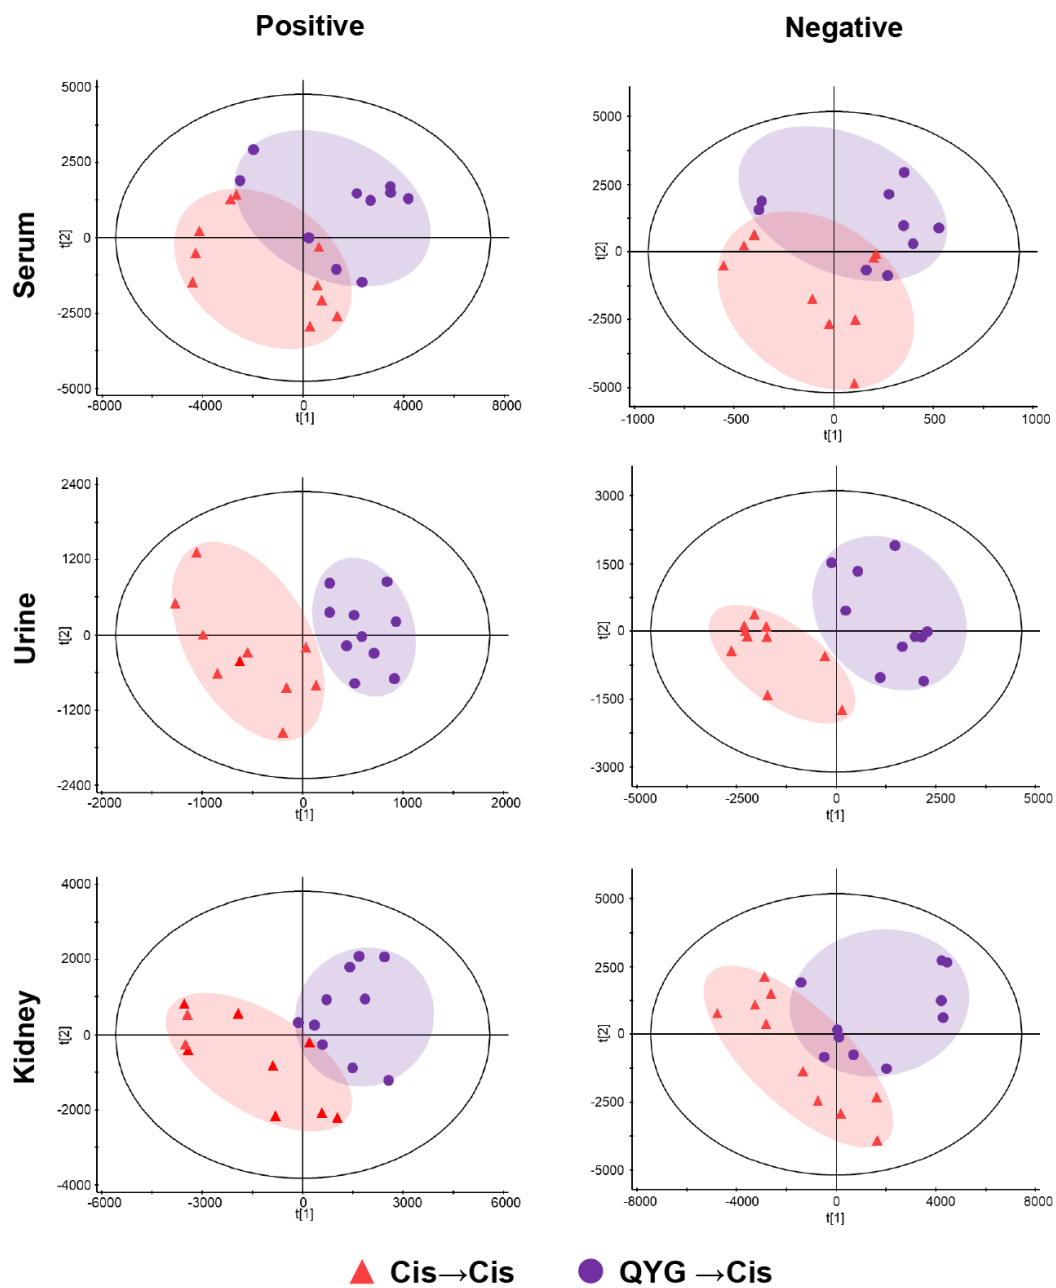 Positive
Negative
Serum
5000
2500
0
-2500
-5000
t[2]
-8000 -4000 0 4000 8000
t[1]
5000
2500
0
-2500
-5000
t[2]
-1000 -500 0 500 1000
t[1]
Urine
2400
1200
0
-1200
-2400
t[2]
-2000 -1000 0 1000 2000
t[1]
3000
1500
0
-1500
-3000
t[2]
-5000 -2500 0 2500 5000
t[1]
Kidney
4000
2000
0
-2000
-4000
t[2]
-6000 -3000 0 3000 6000
t[1]
5000
2500
0
-2500
-5000
t[2]
-8000 -4000 0 4000 8000
t[1]
Cis→Cis QYG →Cis